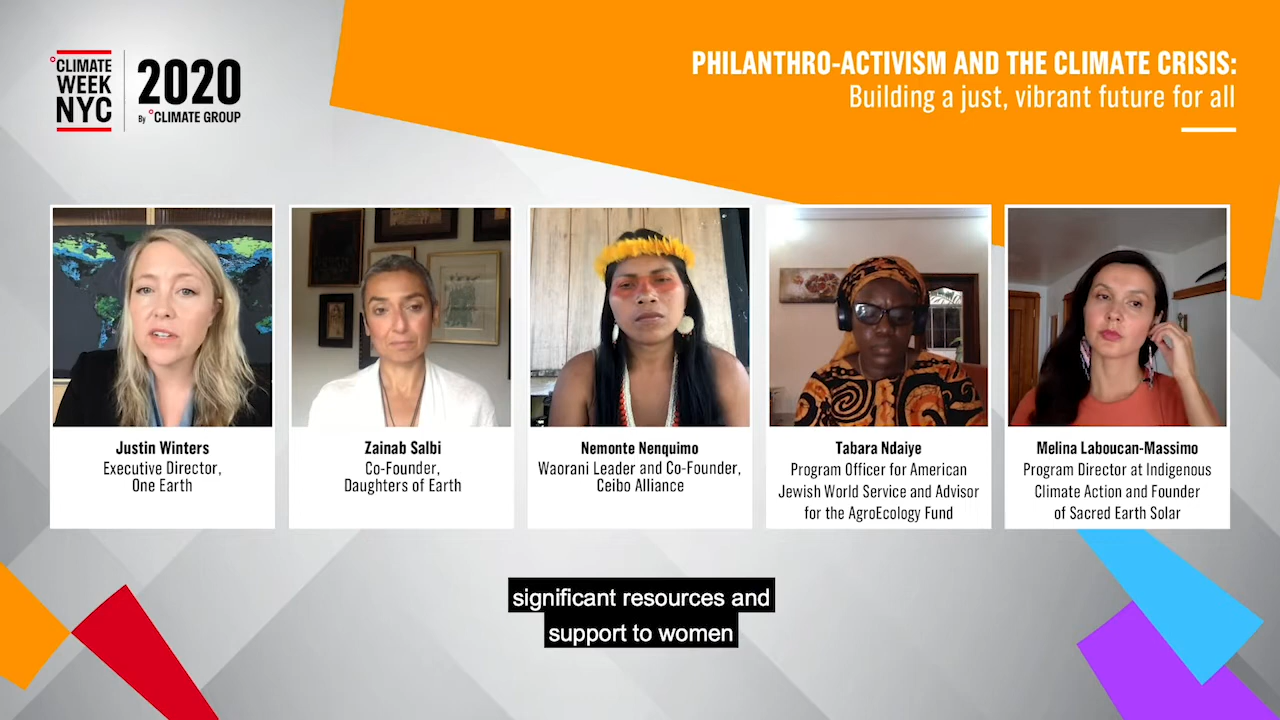 °CLIMATE
WEEK
NYC
2020
By °CLIMATE GROUP
PHILANTHRO-ACTIVISM AND THE CLIMATE CRISIS:
Building a just, vibrant future for all
Justin Winters
Executive Director,
One Earth
Zainab Salbi
Co-Founder,
Daughters of Earth
Nemonte Nenquimo
Waorani Leader and Co-Founder,
Ceibo Alliance
Tabara Ndaiye
Program Officer for American
Jewish World Service and Advisor
for the AgroEcology Fund
Melina Laboucan-Massimo
Program Director at Indigenous
Climate Action and Founder
of Sacred Earth Solar
significant resources and
support to women